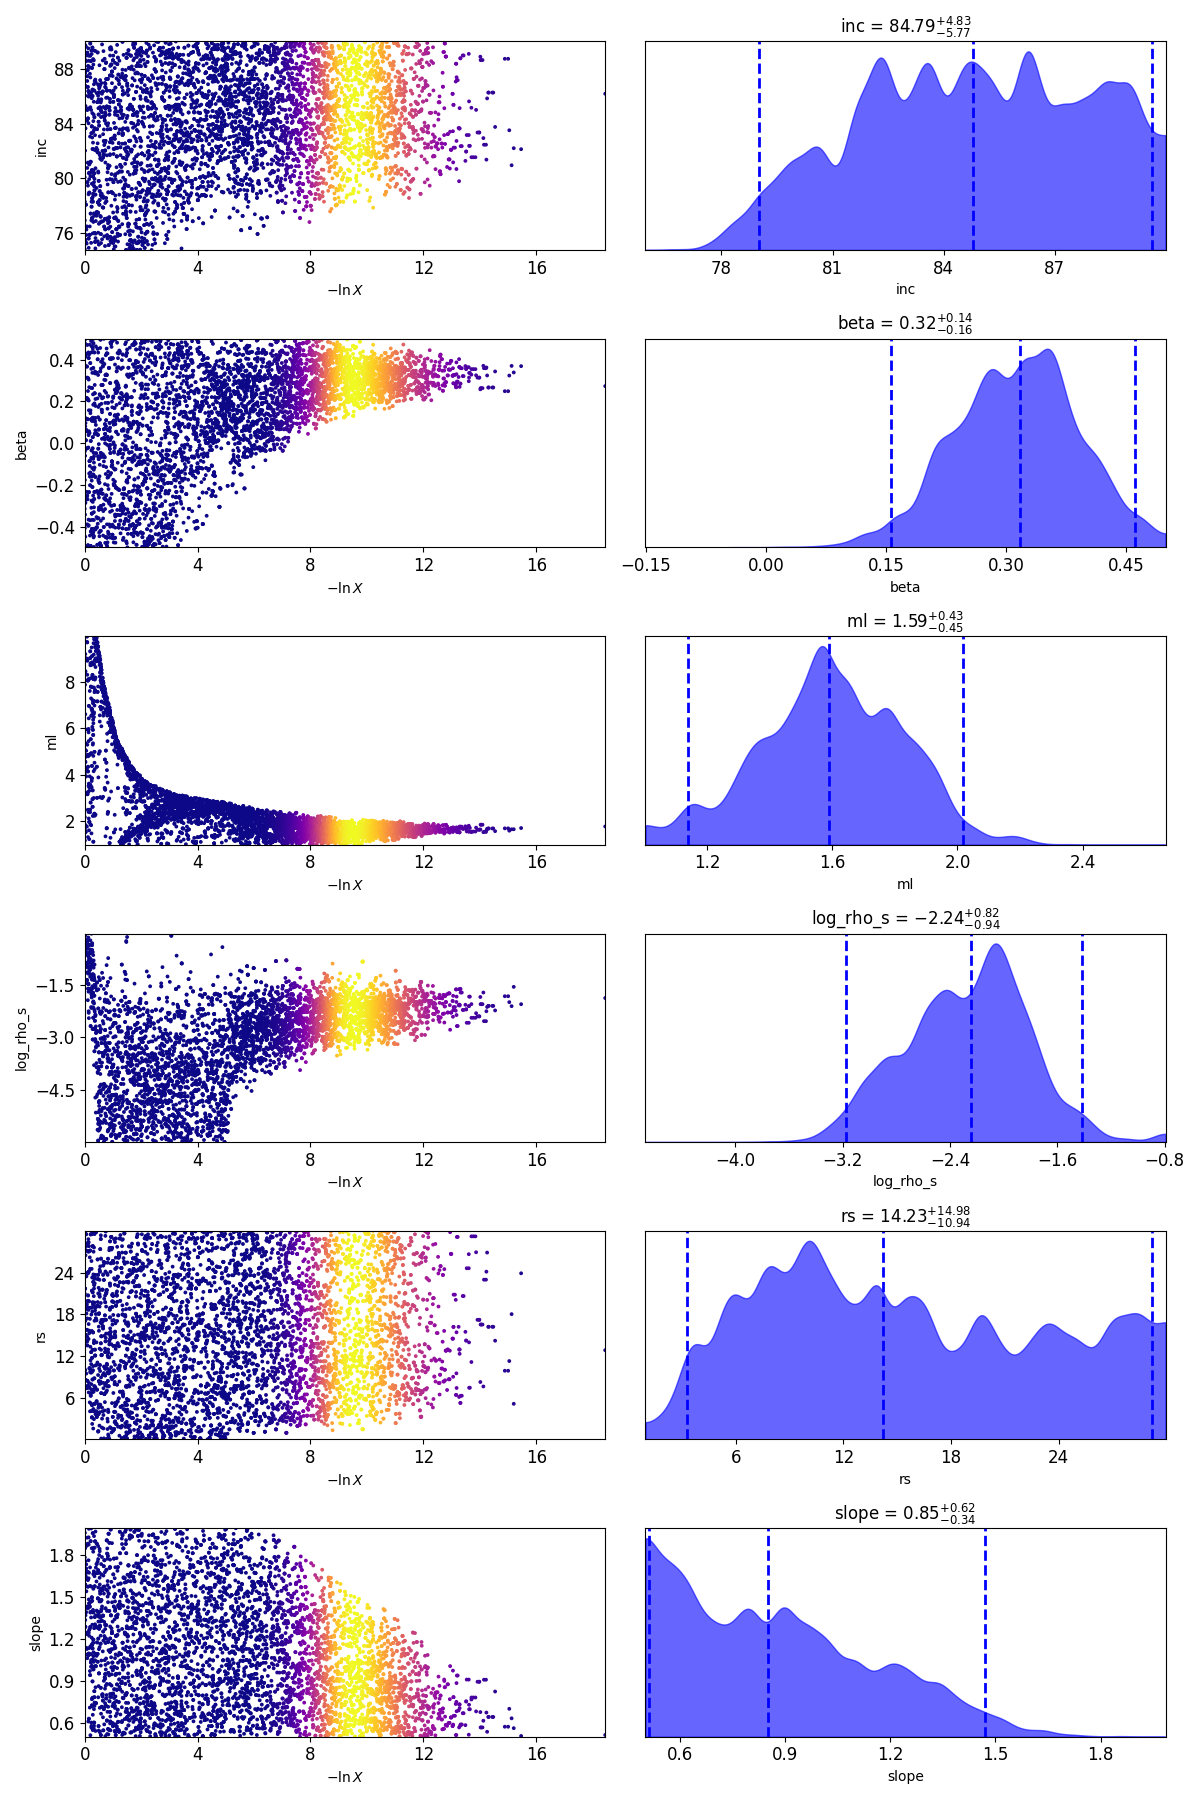 inc = 84.79+4.83 −5.77
88
84
80
76
inc
0 4 8 12 16
−ln X
78 81 84 87
inc
beta = 0.32+0.14 −0.16
0.4
0.2
0.0
−0.2
−0.4
beta
0 4 8 12 16
−ln X
−0.15 0.00 0.15 0.30 0.45
beta
ml = 1.59+0.43 −0.45
8
6
4
2
ml
0 4 8 12 16
−ln X
1.2 1.6 2.0 2.4
ml
log_rho_s = −2.24+0.82 −0.94
−1.5
−3.0
−4.5
log_rho_s
0 4 8 12 16
−ln X
−4.0 −3.2 −2.4 −1.6 −0.8
log_rho_s
rs = 14.23+14.98 −10.94
24
18
12
6
rs
0 4 8 12 16
−ln X
6 12 18 24
rs
slope = 0.85+0.62 −0.34
1.8
1.5
1.2
0.9
0.6
slope
0 4 8 12 16
−ln X
0.6 0.9 1.2 1.5 1.8
slope